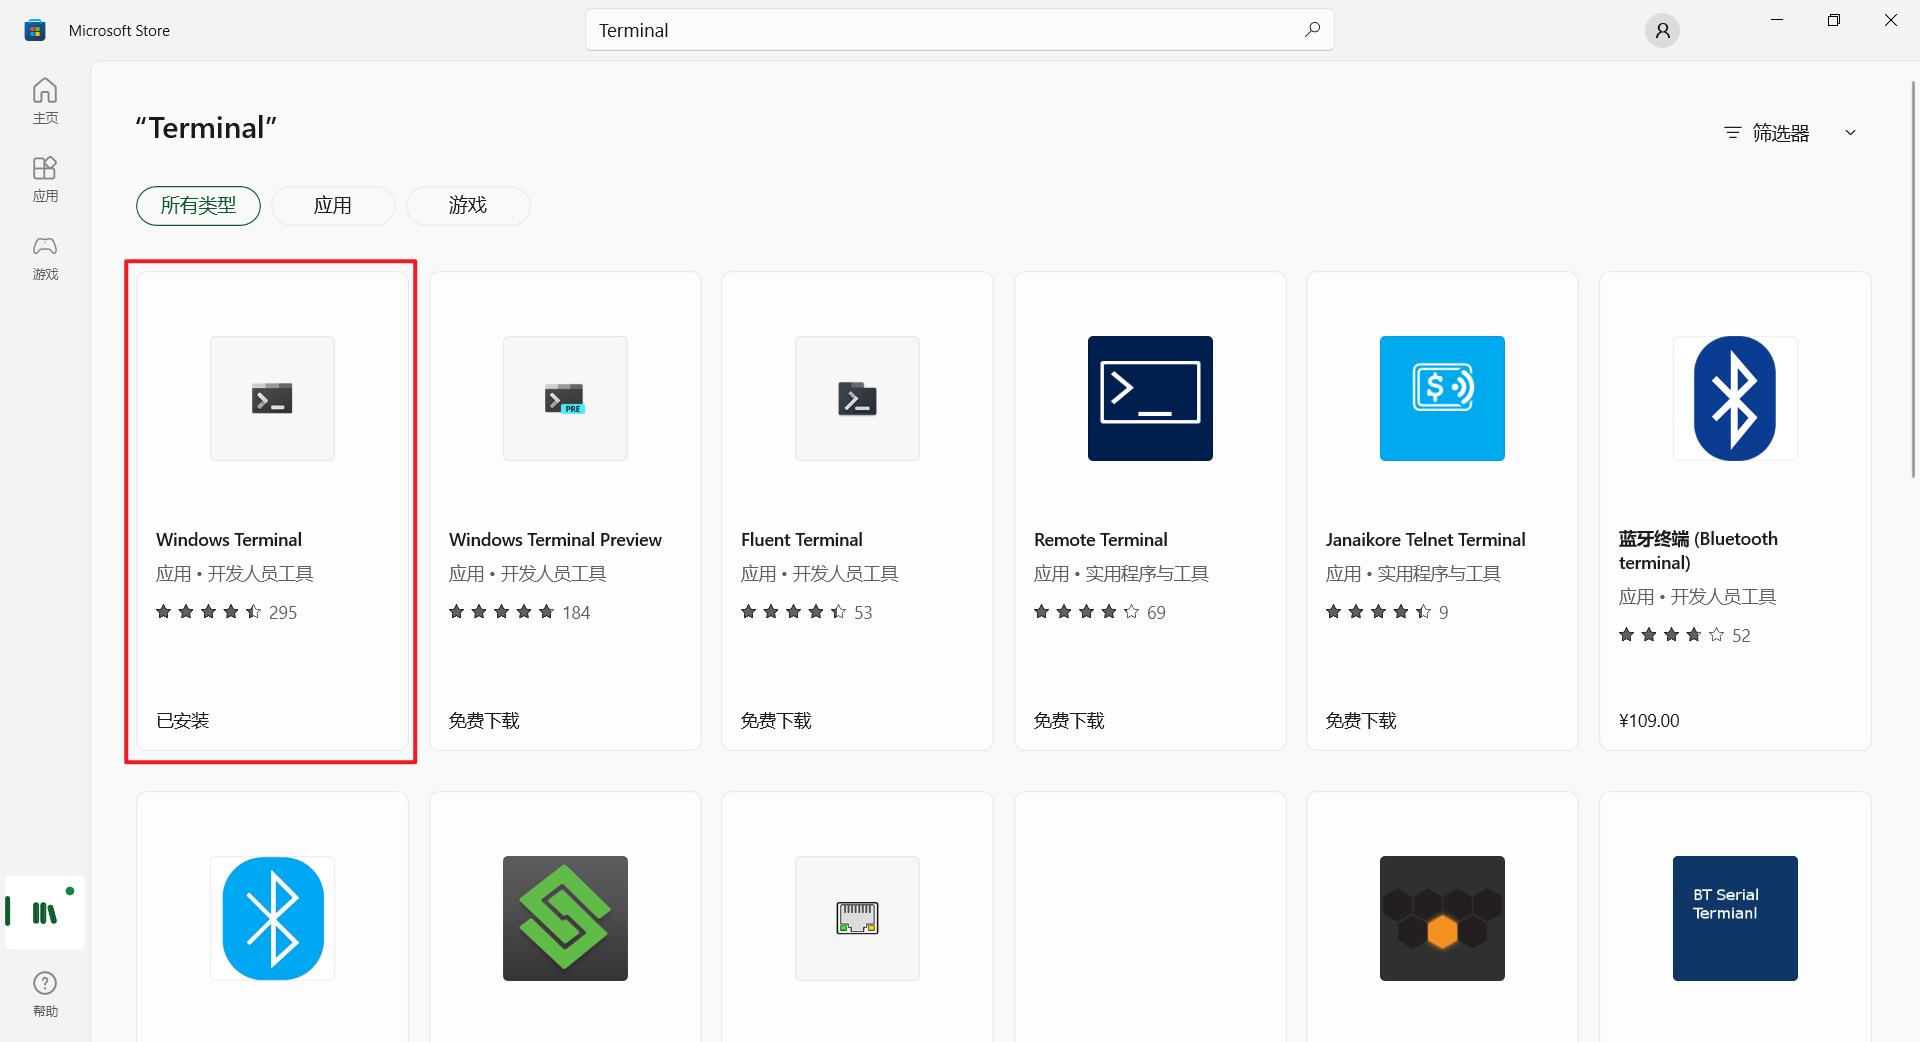 Microsoft Store
Terminal
主页
应用
游戏
帮助
“Terminal”
筛选器
所有类型
应用
游戏
Windows Terminal
应用 • 开发人员工具
295
已安装
PRE
Windows Terminal Preview
应用 • 开发人员工具
184
免费下载
Fluent Terminal
应用 • 开发人员工具
53
免费下载
Remote Terminal
应用 • 实用程序与工具
69
免费下载
Janaikore Telnet Terminal
应用 • 实用程序与工具
9
免费下载
蓝牙终端 (Bluetooth
terminal)
应用 • 开发人员工具
52
¥109.00
BT Serial
Termianl